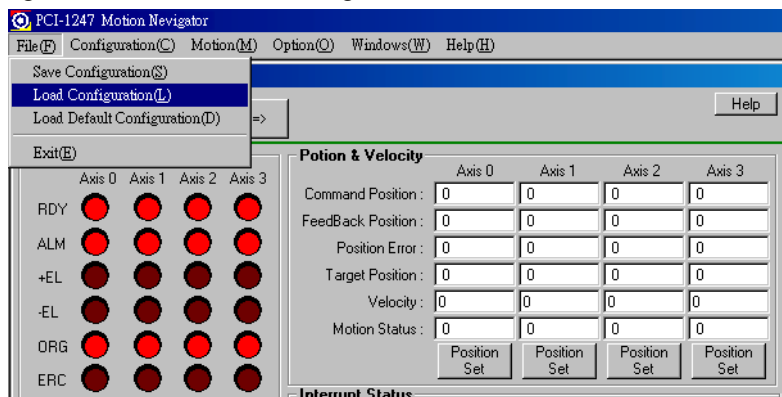 PCI-1247 Motion Nevigator
File(F) Configuration(C) Motion(M) Option(O) Windows(W) Help(H)
Save Configuration(S)
Load Configuration(L)
Load Default Configuration(D)
Exit(E)
=>
Help
Axis 0 Axis 1 Axis 2 Axis 3
RDY
ALM
+EL
-EL
ORG
ERC
Potion & Velocity
Axis 0 Axis 1 Axis 2 Axis 3
Command Position : 0 0 0 0
FeedBack Position : 0 0 0 0
Position Error : 0 0 0 0
Target Position : 0 0 0 0
Velocity : 0 0 0 0
Motion Status : 0 0 0 0
Position Set Position Set Position Set Position Set
Interrupt Status